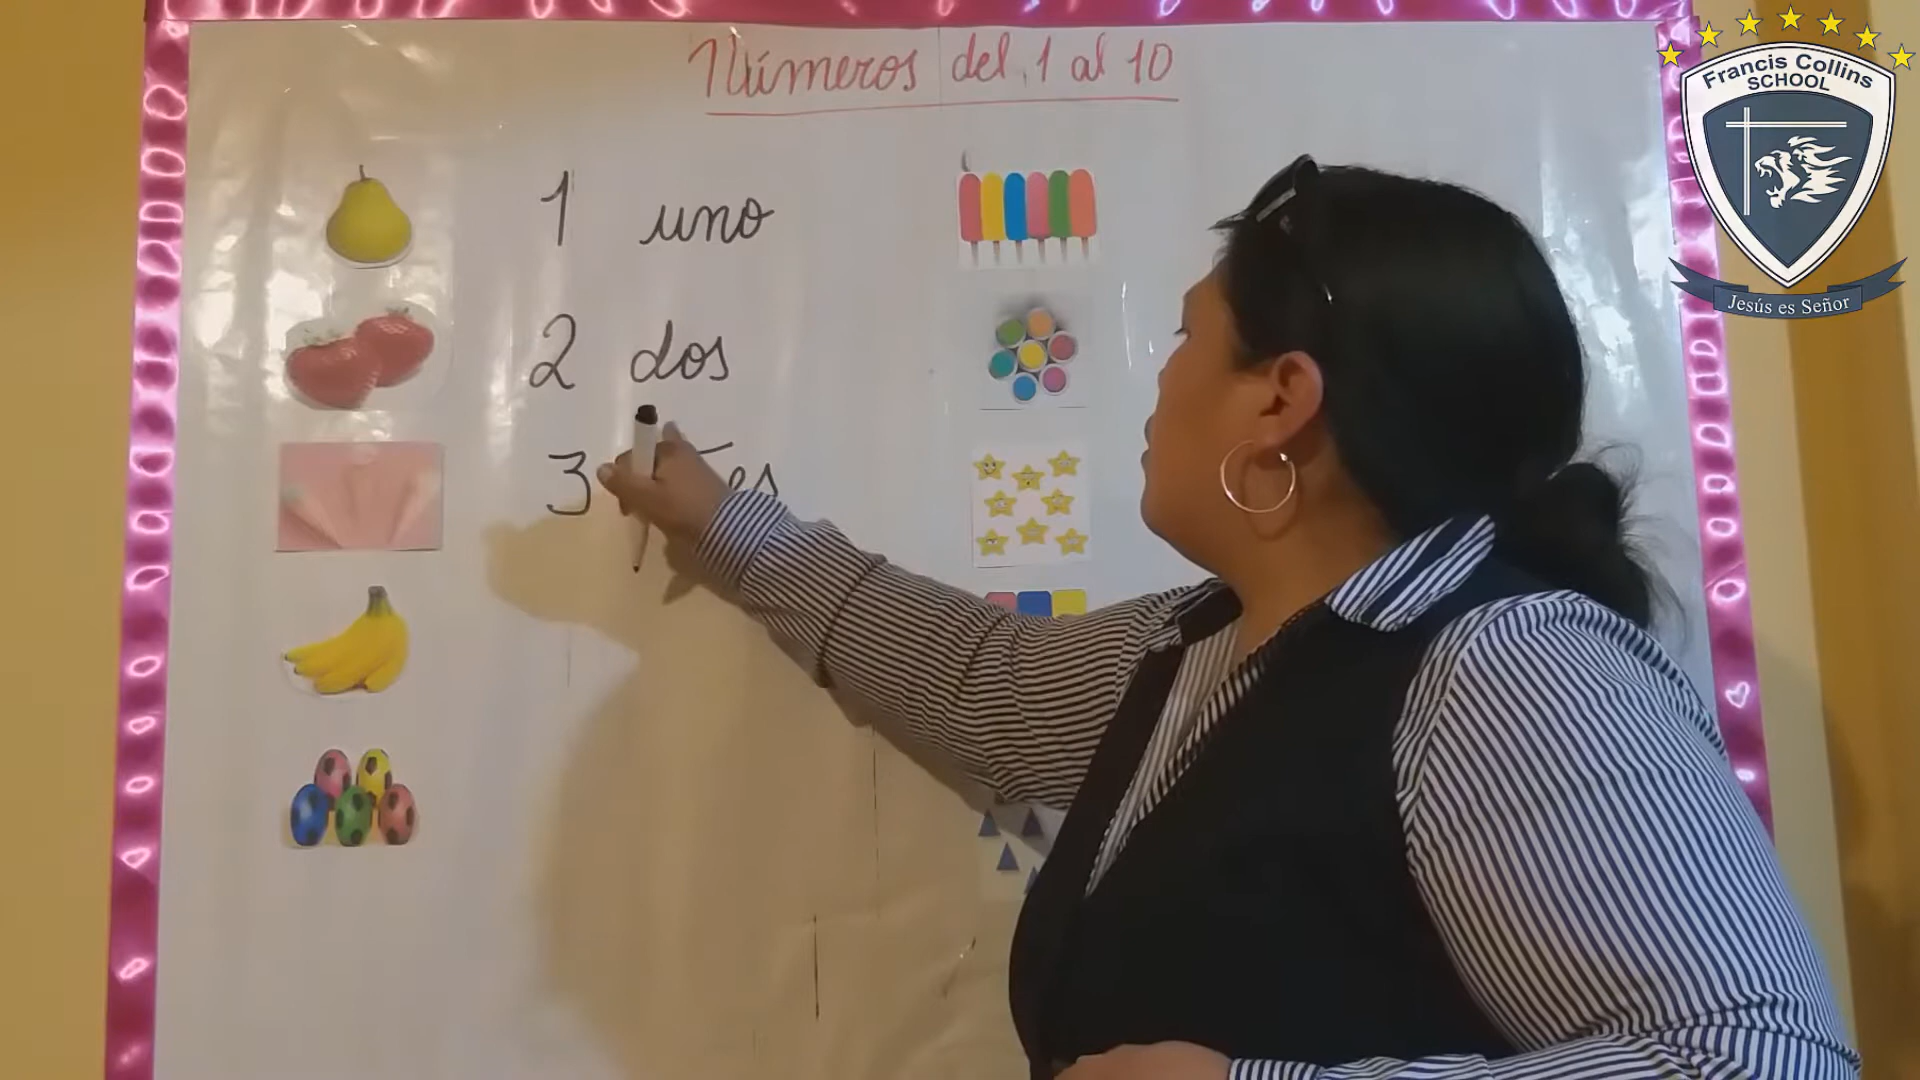 Números del 1 al 10
1 uno
2 dos
3
Francis Collins
SCHOOL
Jesús es Señor